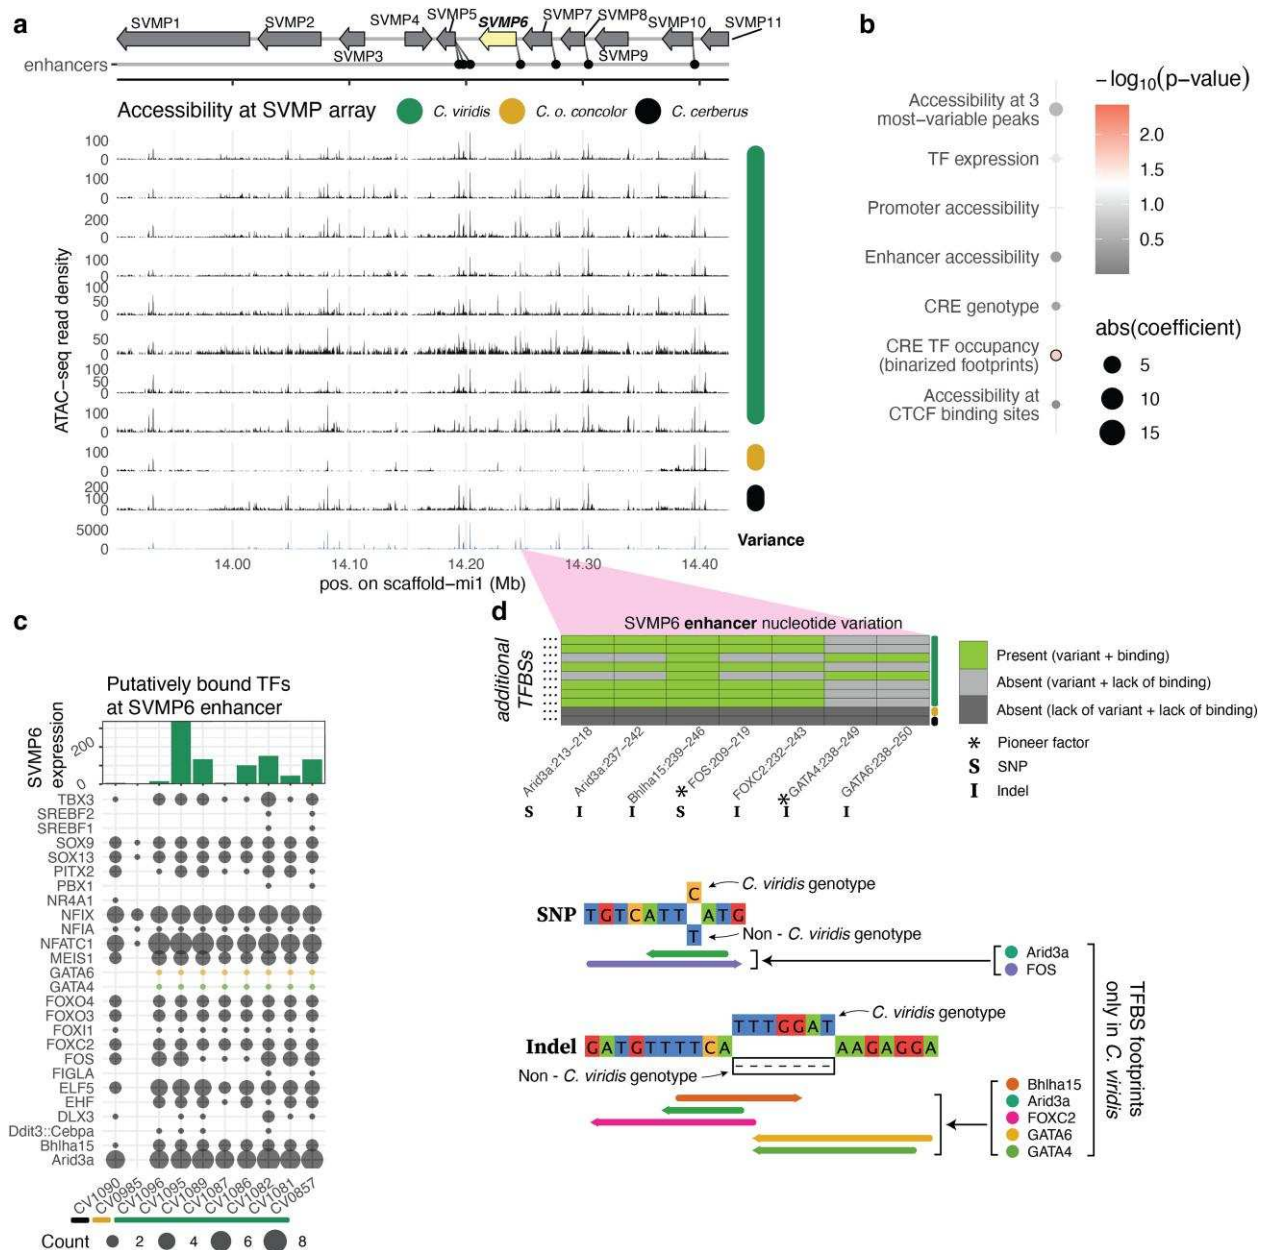 a
SVMP1
SVMP2
SVMP4
SVMP5
SVMP6
SVMP7
SVMP8
SVMP10
SVMP11
SVMP3
SVMP9
enhancers
Accessibility at SVMP array
C. viridis
C. o. concolor
C. cerberus
ATAC−seq read density
100
0
100
0
200
0
100
0
100
50
0
50
0
100
50
0
100
0
100
0
200
100
0
5000
0
Variance
14.00
14.10
14.20
14.30
14.40
pos. on scaffold−mi1 (Mb)
b
Accessibility at 3
most−variable peaks
TF expression
Promoter accessibility
Enhancer accessibility
CRE genotype
CRE TF occupancy
(binarized footprints)
Accessibility at
CTCF binding sites
−log10(p−value)
2.0
1.5
1.0
0.5
abs(coefficient)
5
10
15
c
Putatively bound TFs
at SVMP6 enhancer
SVMP6
expression
200
0
TBX3
SREBF2
SREBF1
SOX9
SOX13
PITX2
PBX1
NR4A1
NFIX
NFIA
NFATC1
MEIS1
GATA6
GATA4
FOXO4
FOXO3
FOXI1
FOXC2
FOS
FIGLA
ELF5
EHF
DLX3
Ddit3::Cebpa
Bhlha15
Arid3a
CV1090
CV0985
CV1096
CV1095
CV1089
CV1087
CV1086
CV1082
CV1081
CV0857
Count
2
4
6
8
d
SVMP6 enhancer nucleotide variation
additional
TFBSs
Arid3a:213−218
Arid3a:237−242
Bhlha15:239−246
* FOS:209−219
FOXC2:232−243
* GATA4:238−249
GATA6:238−250
S I I S I I I
Present (variant + binding)
Absent (variant + lack of binding)
Absent (lack of variant + lack of binding)
* Pioneer factor
S SNP
I Indel
C
C. viridis genotype
SNP TGTCATT ATG
T
Non - C. viridis genotype
Arid3a
FOS
TTTGGAT
C. viridis genotype
Indel GATGTTTTCA AAGAGGA
-------
Non - C. viridis genotype
Bhlha15
Arid3a
FOXC2
GATA6
GATA4
TFBS footprints
only in C. viridis